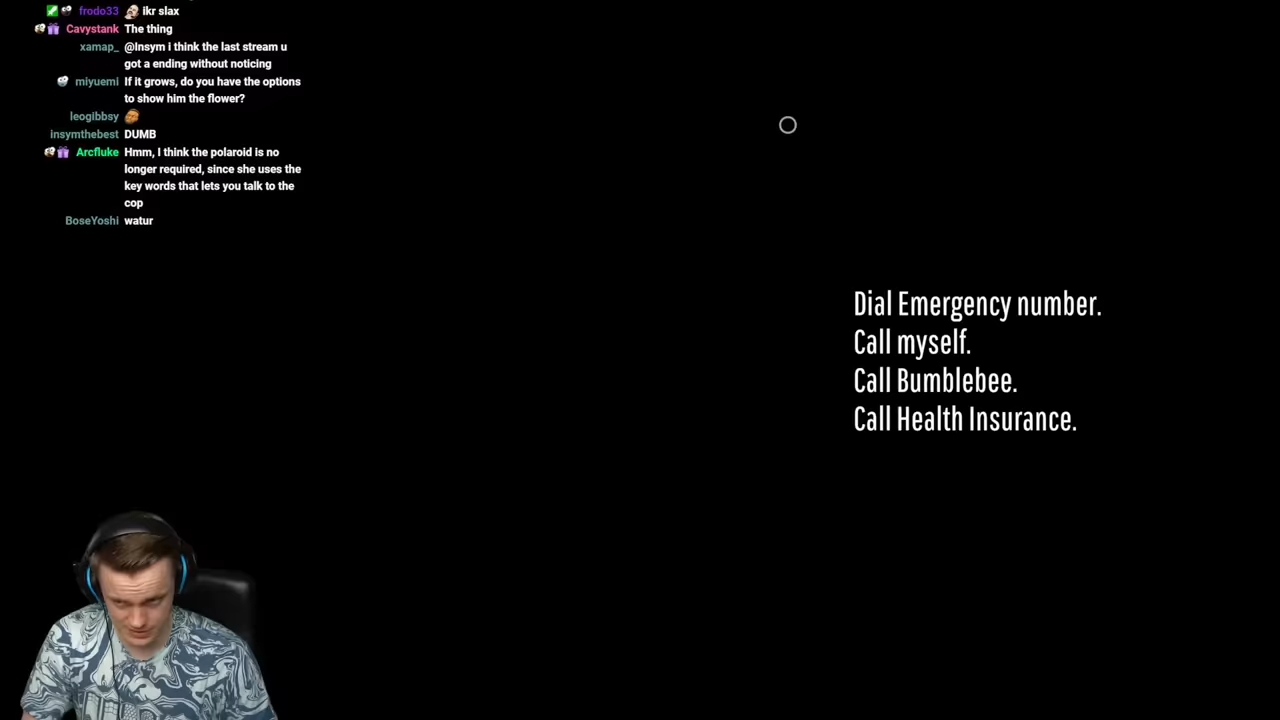 frodo33 ikr slax
Cavystank The thing
xamap_ @Insym i think the last stream u
got a ending without noticing
miyuemi If it grows, do you have the options
to show him the flower?
leogibbsy
insymthebest DUMB
Arcfluke Hmm, I think the polaroid is no
longer required, since she uses the
key words that lets you talk to the
cop
BoseYoshi watur
Dial Emergency number.
Call myself.
Call Bumblebee.
Call Health Insurance.